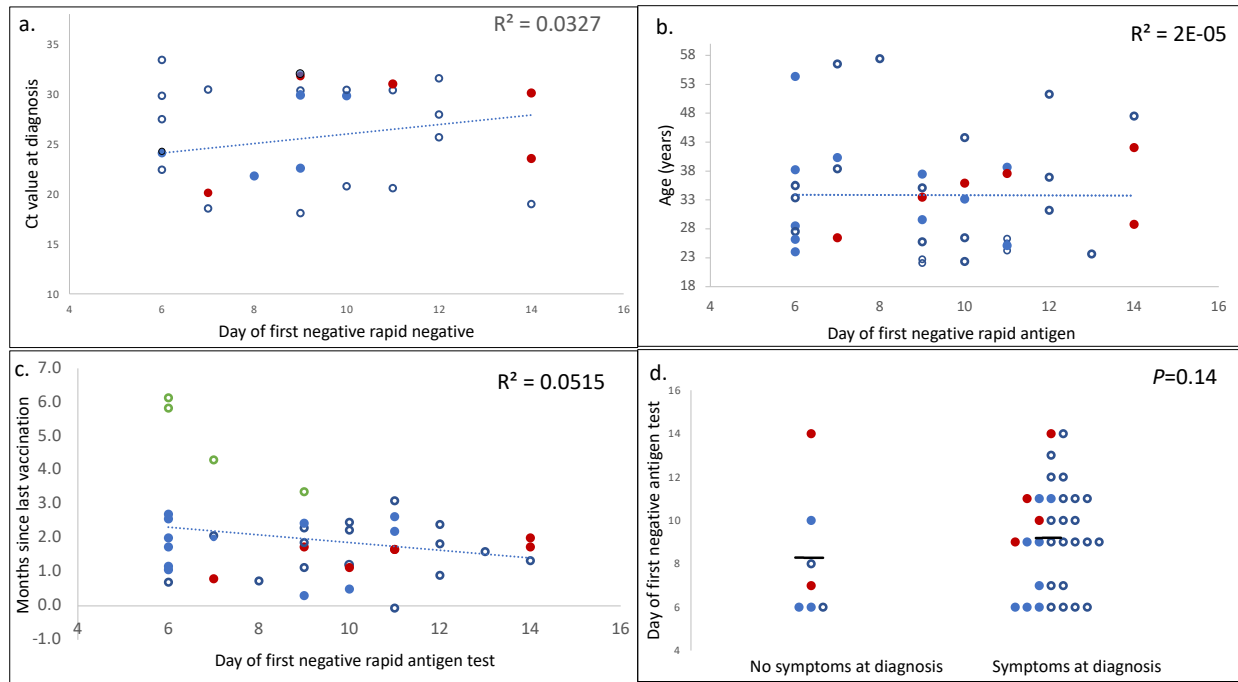 a.
R² = 0.0327
Ct value at diagnosis
35
30
25
20
15
10
4 6 8 10 12 14 16
Day of first negative rapid negative
b.
R² = 2E-05
Age (years)
58
53
48
43
38
33
28
23
18
4 6 8 10 12 14 16
Day of first negative rapid antigen
c.
R² = 0.0515
Months since last vaccination
7.0
6.0
5.0
4.0
3.0
2.0
1.0
0.0
-1.0
4 6 8 10 12 14 16
Day of first negative rapid antigen test
d.
P=0.14
Day of first negative antigen test
16
14
12
10
8
6
4
No symptoms at diagnosis Symptoms at diagnosis